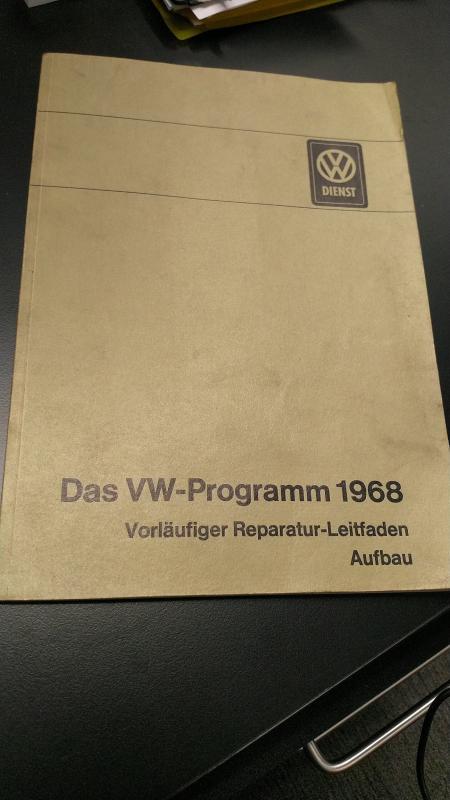 VW
DIENST
Das VW-Programm 1968
Vorläufiger Reparatur-Leitfaden
Aufbau